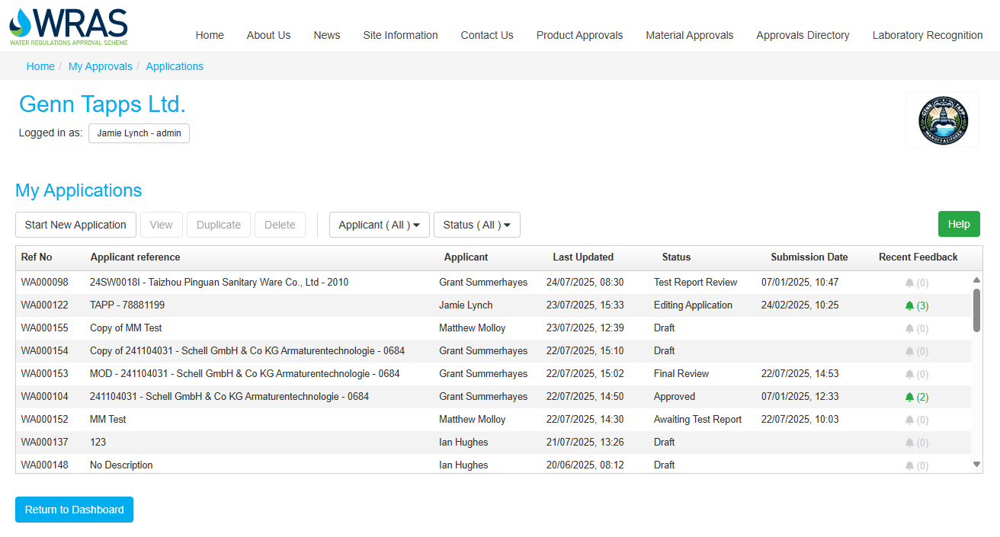 WRAS
WATER REGULATIONS APPROVAL SCHEME
Home About Us News Site Information Contact Us Product Approvals Material Approvals Approvals Directory Laboratory Recognition
Home / My Approvals / Applications
Genn Tapps Ltd.
Logged in as: Jamie Lynch - admin
GENN TAPP
MANUFACTURER
My Applications
Start New Application View Duplicate Delete Applicant ( All ) Status ( All ) Help
Ref No Applicant reference Applicant Last Updated Status Submission Date Recent Feedback
WA000098 24SW0018I - Taizhou Pinguan Sanitary Ware Co., Ltd - 2010 Grant Summerhayes 24/07/2025, 08:30 Test Report Review 07/01/2025, 10:47 (0)
WA000122 TAPP - 78881199 Jamie Lynch 23/07/2025, 15:33 Editing Application 24/02/2025, 10:25 (3)
WA000155 Copy of MM Test Matthew Molloy 23/07/2025, 12:39 Draft (0)
WA000154 Copy of 241104031 - Schell GmbH & Co KG Armaturentechnologie - 0684 Grant Summerhayes 22/07/2025, 15:10 Draft (0)
WA000153 MOD - 241104031 - Schell GmbH & Co KG Armaturentechnologie - 0684 Grant Summerhayes 22/07/2025, 15:02 Final Review 22/07/2025, 14:53 (0)
WA000104 241104031 - Schell GmbH & Co KG Armaturentechnologie - 0684 Grant Summerhayes 22/07/2025, 14:50 Approved 07/01/2025, 12:33 (2)
WA000152 MM Test Matthew Molloy 22/07/2025, 14:30 Awaiting Test Report 22/07/2025, 10:03 (0)
WA000137 123 Ian Hughes 21/07/2025, 13:26 Draft (0)
WA000148 No Description Ian Hughes 20/06/2025, 08:12 Draft (0)
Return to Dashboard